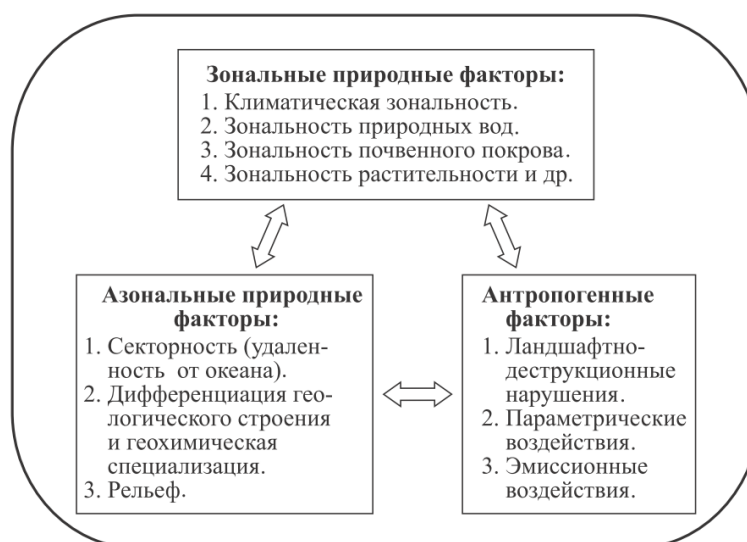 Зональные природные факторы:
1. Климатическая зональность.
2. Зональность природных вод.
3. Зональность почвенного покрова.
4. Зональность растительности и др.
Азональные природные
факторы:
1. Секторность (удален-
ность от океана).
2. Дифференциация гео-
логического строения
и геохимическая
специализация.
3. Рельеф.
Антропогенные
факторы:
1. Ландшафтно-
деструкционные
нарушения.
2. Параметрические
воздействия.
3. Эмиссионные
воздействия.